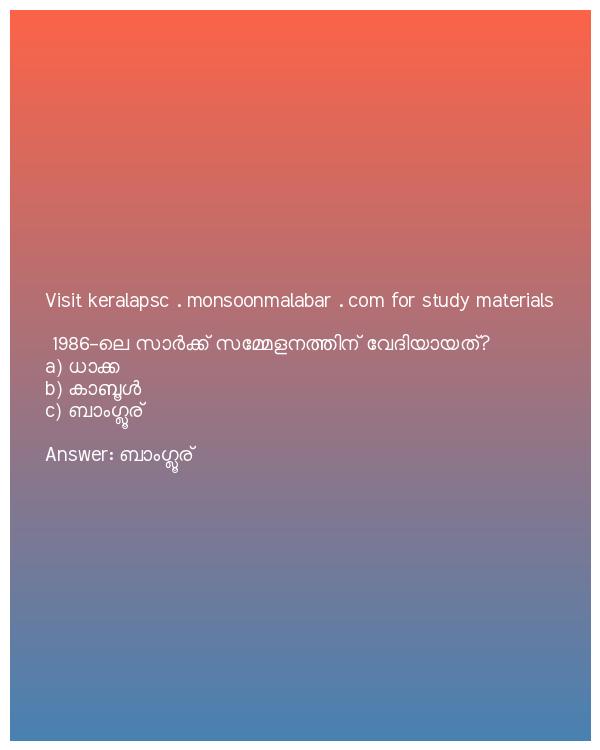 Visit keralapsc . monsoonmalabar . com for study materials
1986-ലെ സാർക്ക് സമ്മേളനത്തിന് വേദിയായത്?
a) ധാക്ക
b) കാബൂൾ
c) ബാംഗ്ലൂര്
Answer: ബാംഗ്ലൂര്